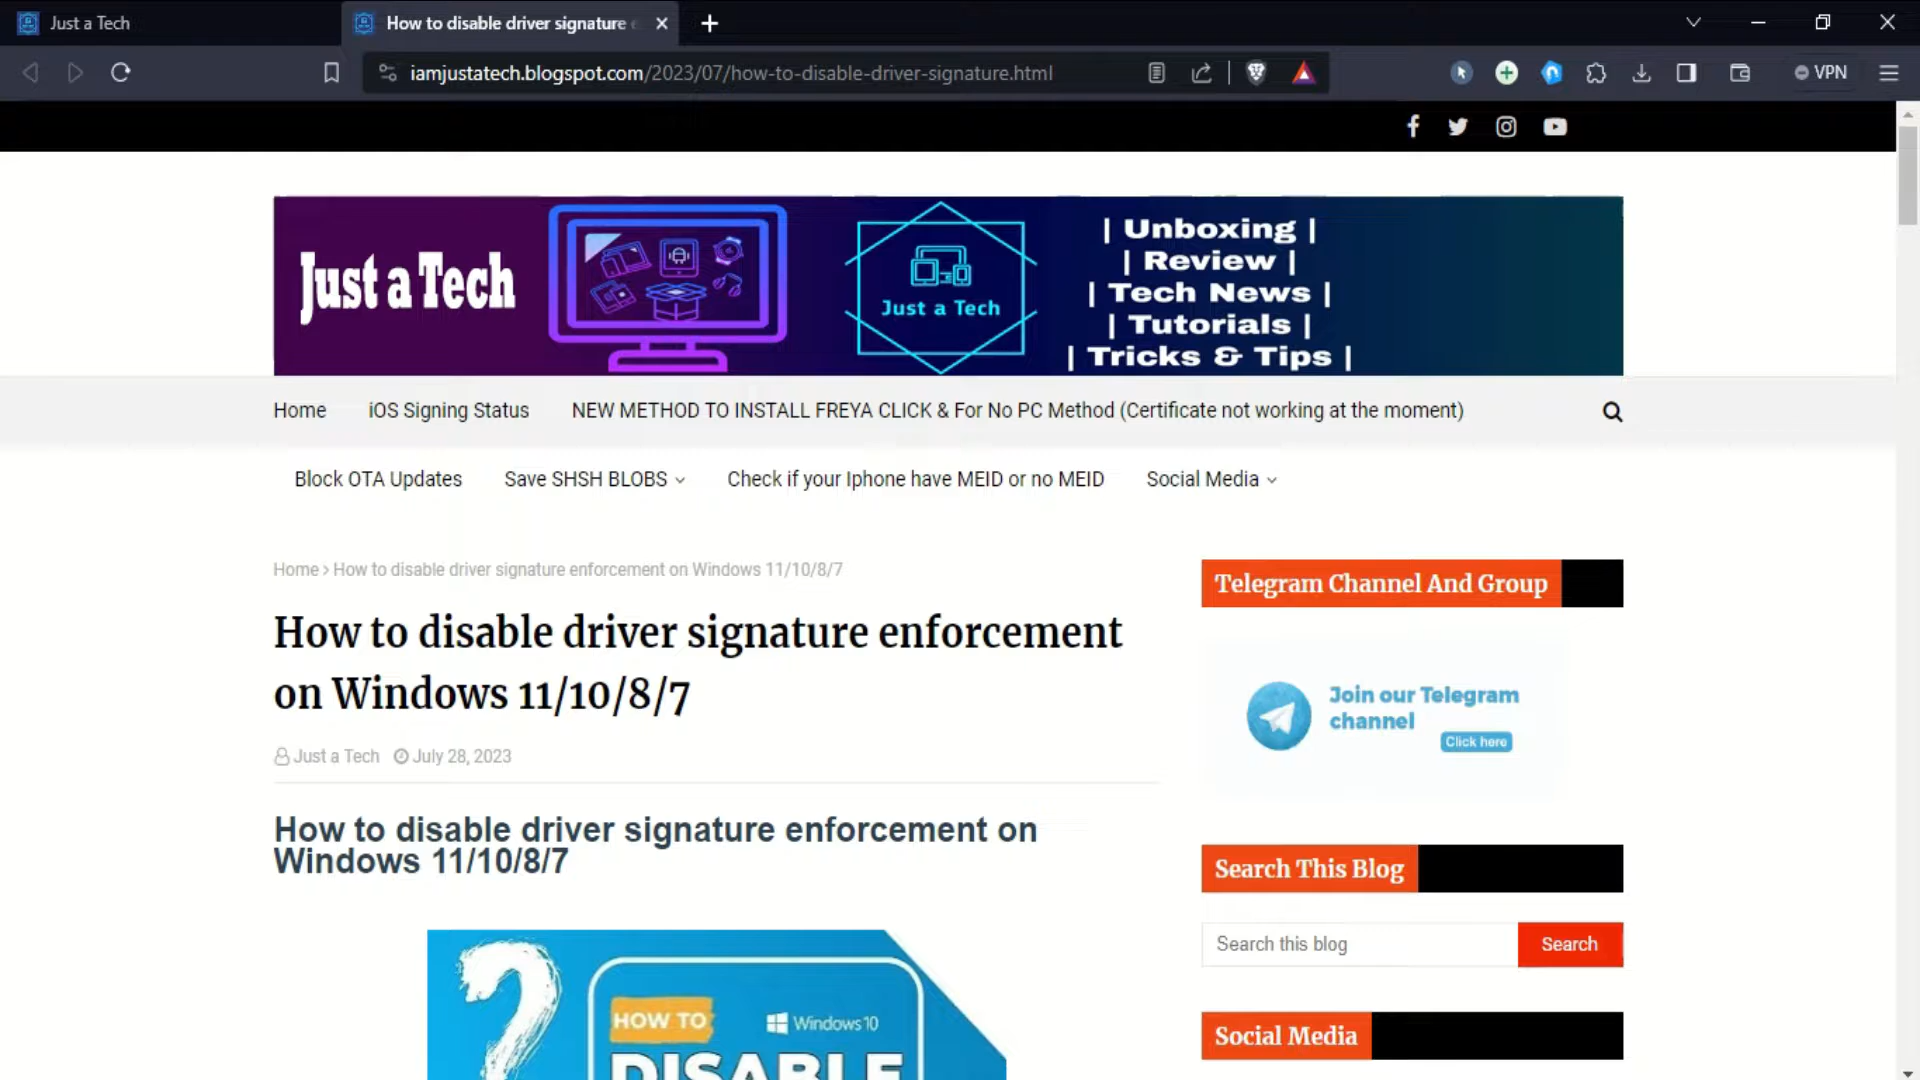 Just a Tech
How to disable driver signature e
iamjustatech.blogspot.com/2023/07/how-to-disable-driver-signature.html
VPN
Just a Tech
Just a Tech
| Unboxing |
| Review |
| Tech News |
| Tutorials |
| Tricks & Tips |
Home
iOS Signing Status
NEW METHOD TO INSTALL FREYA CLICK & For No PC Method (Certificate not working at the moment)
Block OTA Updates
Save SHSH BLOBS
Check if your Iphone have MEID or no MEID
Social Media
Home › How to disable driver signature enforcement on Windows 11/10/8/7
How to disable driver signature enforcement
on Windows 11/10/8/7
Just a Tech
July 28, 2023
How to disable driver signature enforcement on
Windows 11/10/8/7
HOW TO
Windows 10
DISABLE
Telegram Channel And Group
Join our Telegram
channel
Click here
Search This Blog
Search this blog
Search
Social Media